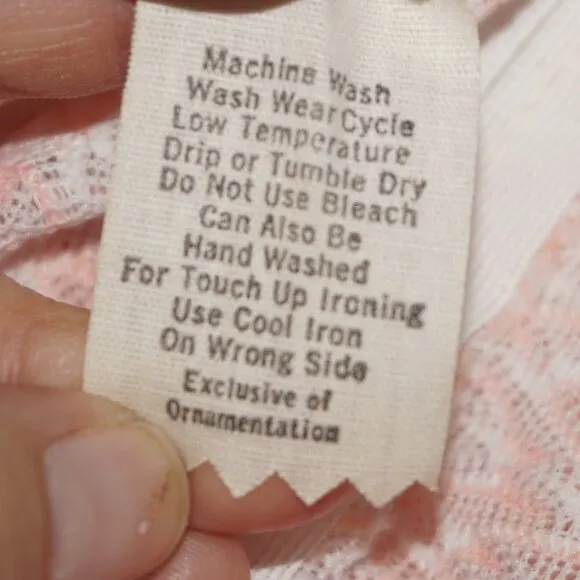 Machine Wash
Wash Wear Cycle
Low Temperature
Drip or Tumble Dry
Do Not Use Bleach
Can Also Be
Hand Washed
For Touch Up Ironing
Use Cool Iron
On Wrong Side
Exclusive of
Ornamentation